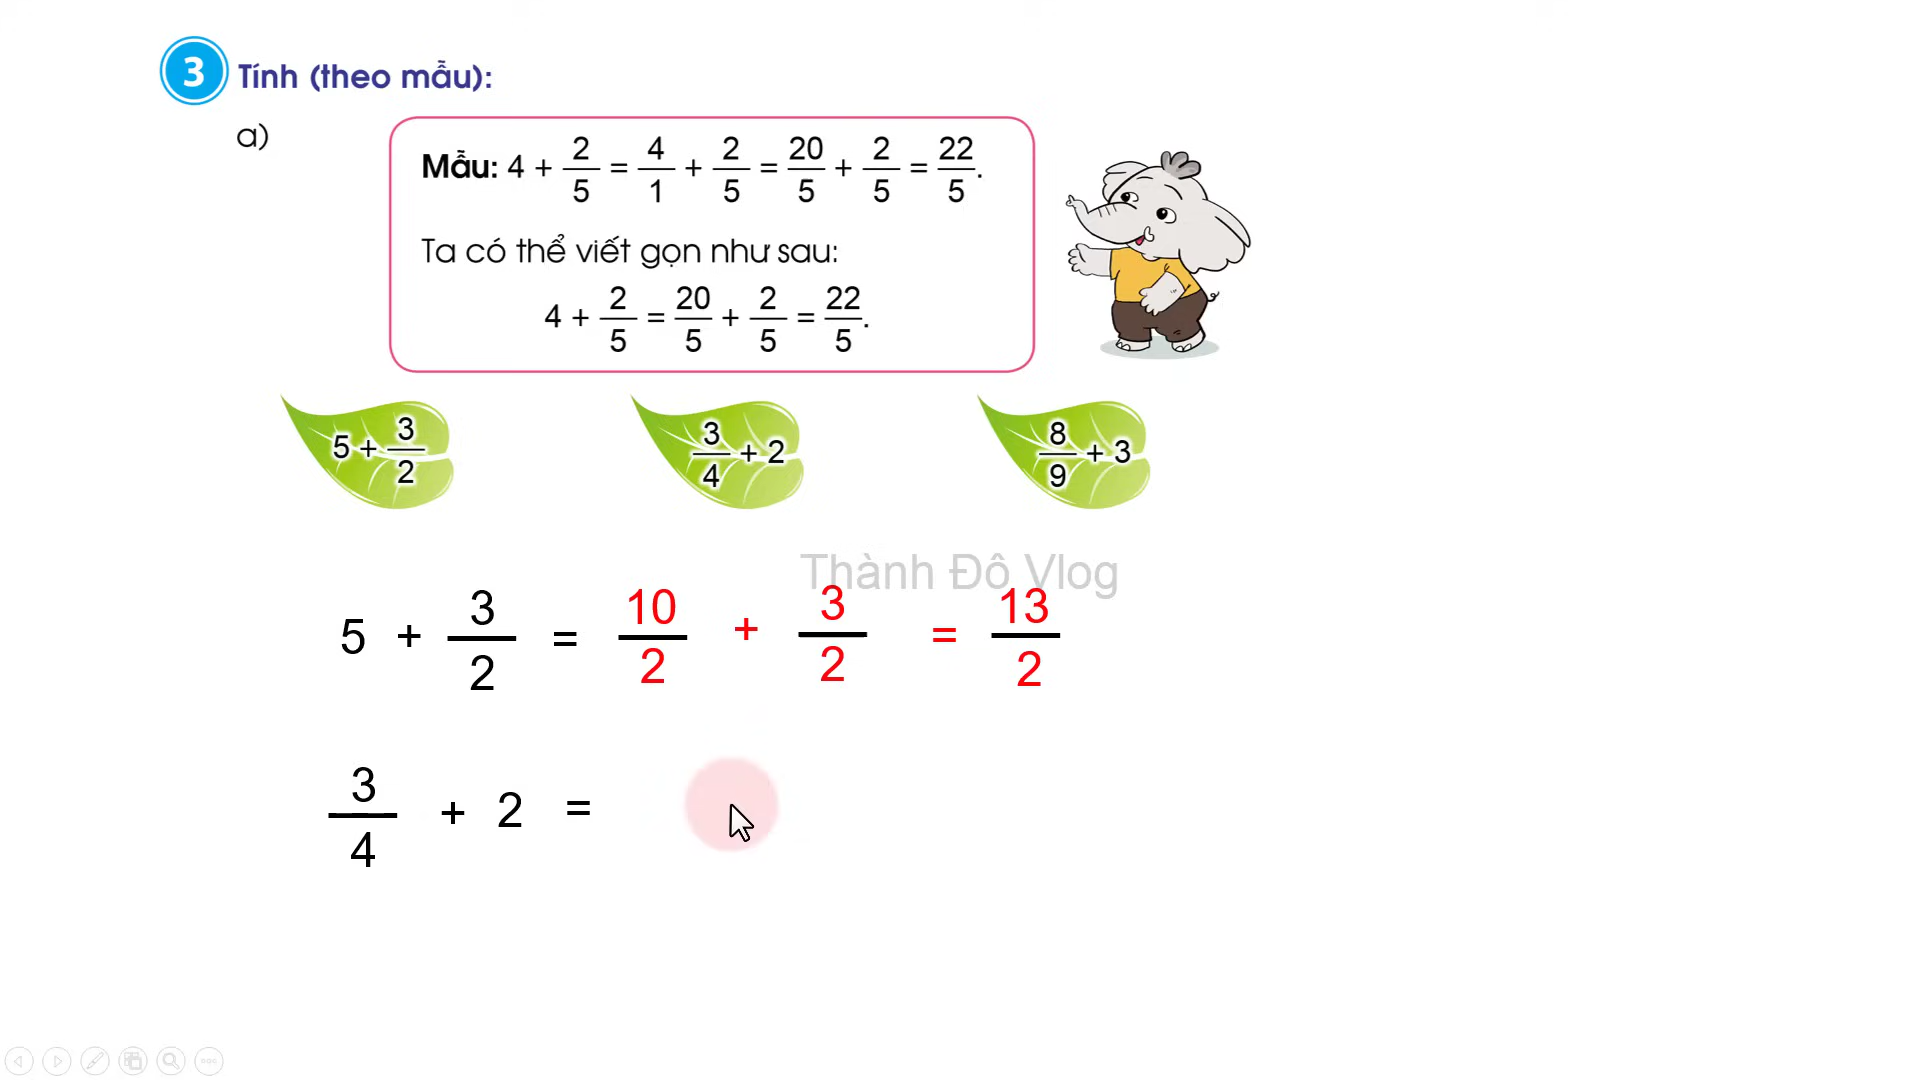 3 Tính (theo mẫu):
a)
Mẫu: 4 + 2/5 = 4/1 + 2/5 = 20/5 + 2/5 = 22/5.
Ta có thể viết gọn như sau:
4 + 2/5 = 20/5 + 2/5 = 22/5.
5 + 3/2
3/4 + 2
8/9 + 3
Thành Đô Vlog
5 + 3/2 = 10/2 + 3/2 = 13/2
3/4 + 2 =